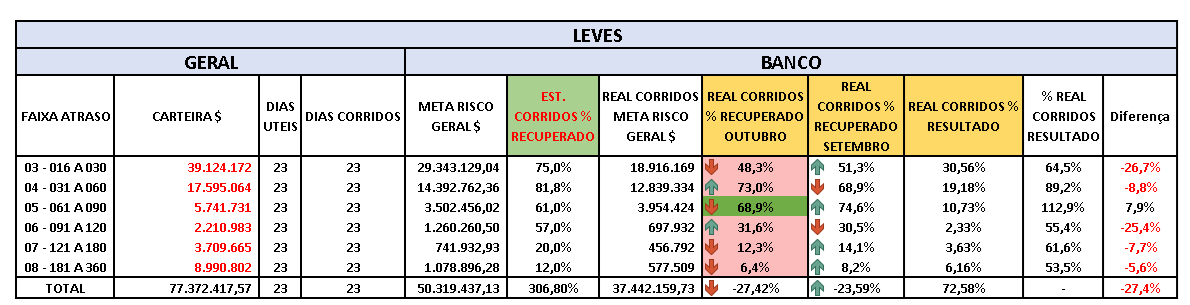 LEVES
GERAL BANCO
FAIXA ATRASO CARTEIRA $ DIAS UTEIS DIAS CORRIDOS META RISCO GERAL $ EST. CORRIDOS % RECUPERADO REAL CORRIDOS META RISCO GERAL $ REAL CORRIDOS % RECUPERADO OUTUBRO REAL CORRIDOS % RECUPERADO SETEMBRO REAL CORRIDOS % RESULTADO % REAL CORRIDOS RESULTADO Diferença
03 - 016 A 030 39.124.172 23 23 29.343.129,04 75,0% 18.916.169 48,3% 51,3% 30,56% 64,5% -26,7%
04 - 031 A 060 17.595.064 23 23 14.392.762,36 81,8% 12.839.334 73,0% 68,9% 19,18% 89,2% -8,8%
05 - 061 A 090 5.741.731 23 23 3.502.456,02 61,0% 3.954.424 68,9% 74,6% 10,73% 112,9% 7,9%
06 - 091 A 120 2.210.983 23 23 1.260.260,50 57,0% 697.932 31,6% 30,5% 2,33% 55,4% -25,4%
07 - 121 A 180 3.709.665 23 23 741.932,93 20,0% 456.792 12,3% 14,1% 3,63% 61,6% -7,7%
08 - 181 A 360 8.990.802 23 23 1.078.896,28 12,0% 577.509 6,4% 8,2% 6,16% 53,5% -5,6%
TOTAL 77.372.417,57 23 23 50.319.437,13 306,80% 37.442.159,73 -27,42% -23,59% 72,58% - -27,4%